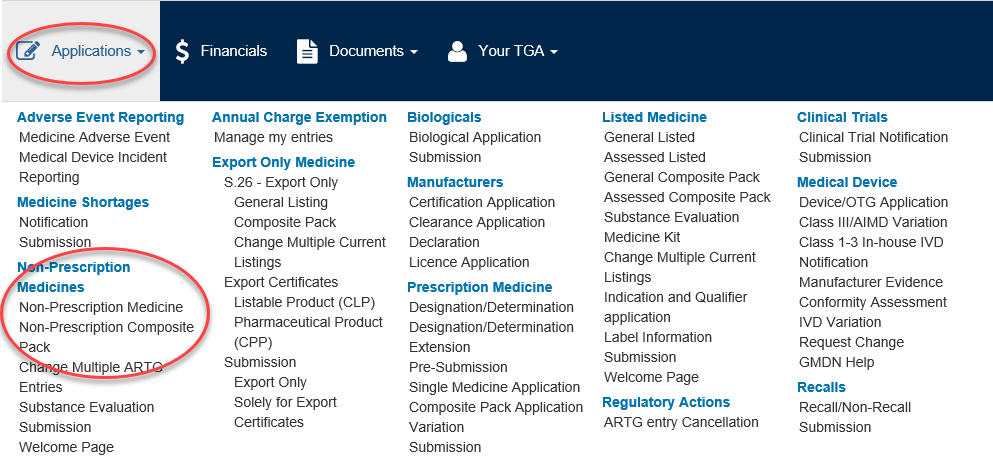 Applications
Financials
Documents
Your TGA
Adverse Event Reporting
Medicine Adverse Event
Medical Device Incident
Reporting
Medicine Shortages
Notification
Submission
Non-Prescription
Medicines
Non-Prescription Medicine
Non-Prescription Composite
Pack
Change Multiple ARTG
Entries
Substance Evaluation
Submission
Welcome Page
Annual Charge Exemption
Manage my entries
Export Only Medicine
S.26 - Export Only
General Listing
Composite Pack
Change Multiple Current
Listings
Export Certificates
Listable Product (CLP)
Pharmaceutical Product
(CPP)
Submission
Export Only
Solely for Export
Certificates
Biologicals
Biological Application
Submission
Manufacturers
Certification Application
Clearance Application
Declaration
Licence Application
Prescription Medicine
Designation/Determination
Designation/Determination
Extension
Pre-Submission
Single Medicine Application
Composite Pack Application
Variation
Submission
Listed Medicine
General Listed
Assessed Listed
General Composite Pack
Assessed Composite Pack
Substance Evaluation
Medicine Kit
Change Multiple Current
Listings
Indication and Qualifier
application
Label Information
Submission
Welcome Page
Regulatory Actions
ARTG entry Cancellation
Clinical Trials
Clinical Trial Notification
Submission
Medical Device
Device/OTG Application
Class III/AIMD Variation
Class 1-3 In-house IVD
Notification
Manufacturer Evidence
Conformity Assessment
IVD Variation
Request Change
GMDN Help
Recalls
Recall/Non-Recall
Submission